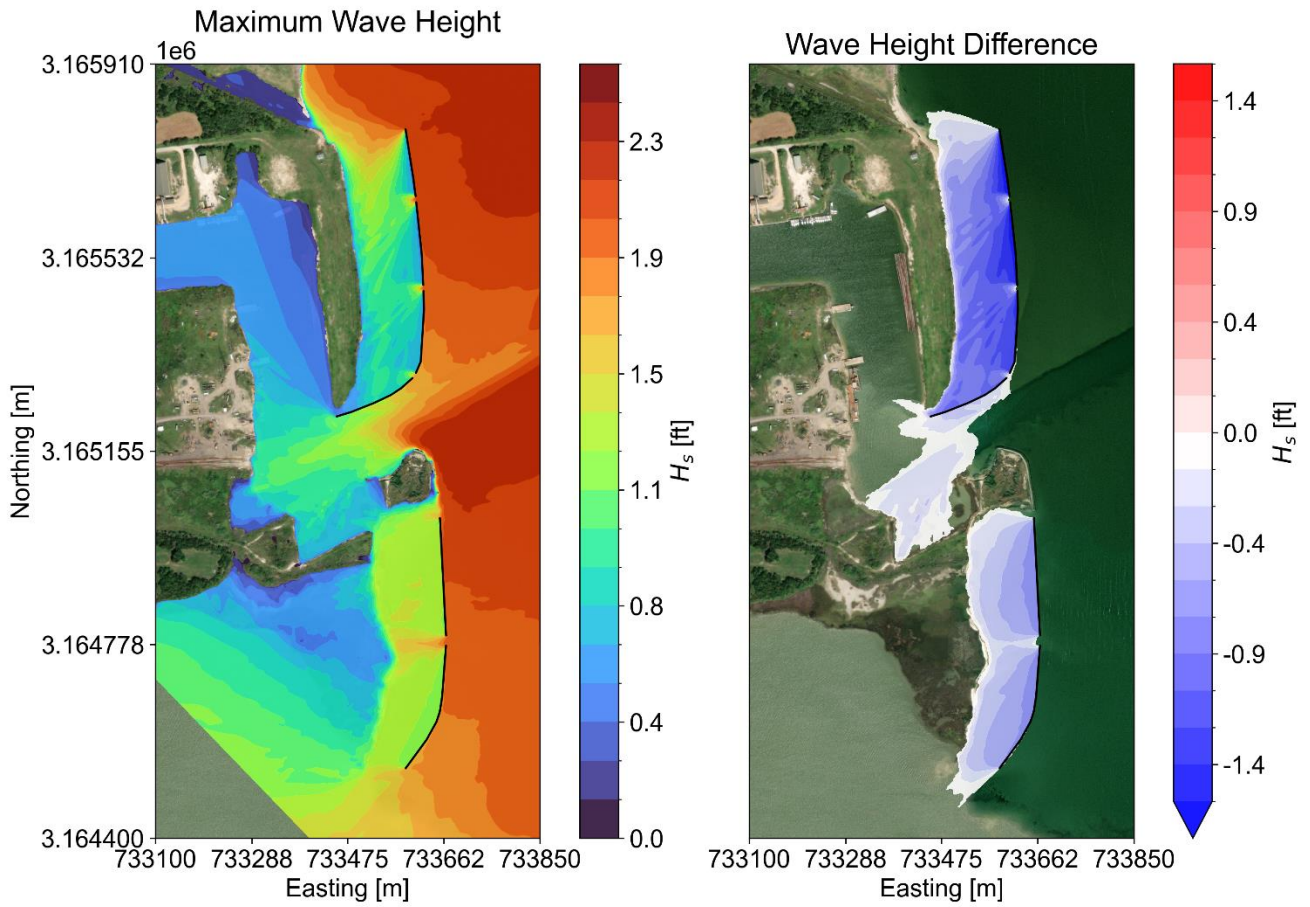 Maximum Wave Height
1e6
3.165910
3.165532
3.165155
3.164778
3.164400
Northing [m]
733100 733288 733475 733662 733850
Easting [m]
2.3
1.9
1.5
1.1
0.8
0.4
0.0
H_s [ft]
Wave Height Difference
733100 733288 733475 733662 733850
Easting [m]
1.4
0.9
0.4
0.0
-0.4
-0.9
-1.4
H_s [ft]